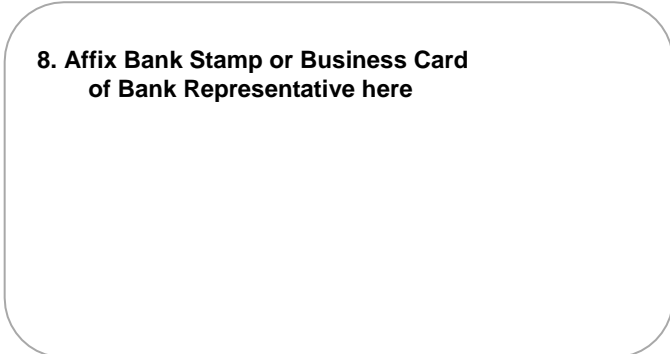 8. Affix Bank Stamp or Business Card
of Bank Representative here